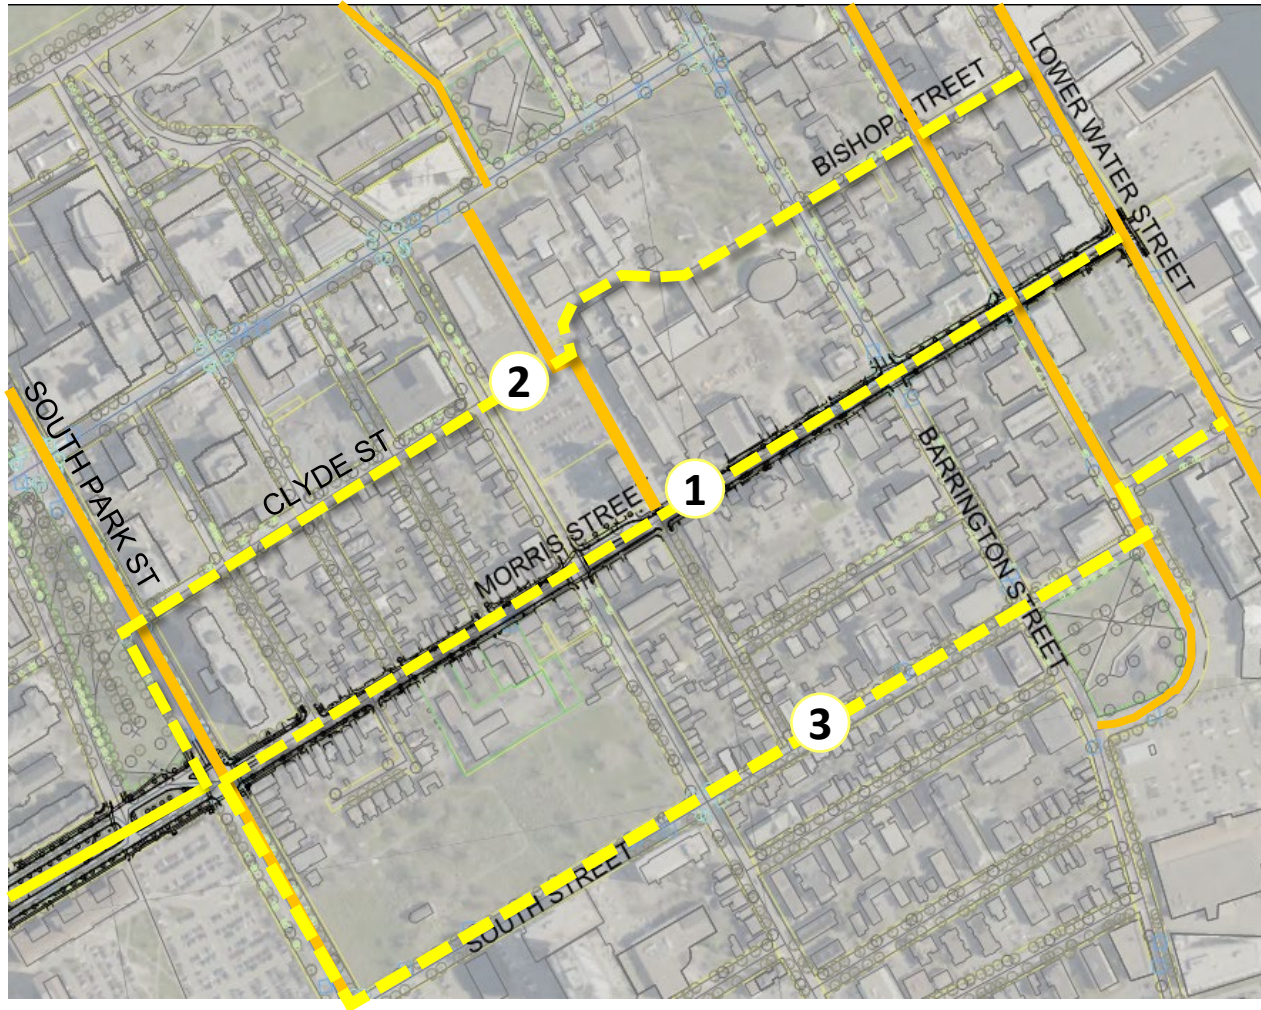 LOWER WATER STREET
BISHOP STREET
2
SOUTH PARK ST
CLYDE ST
1
MORRIS STREET
BARRINGTON STREET
3
SOUTH STREET